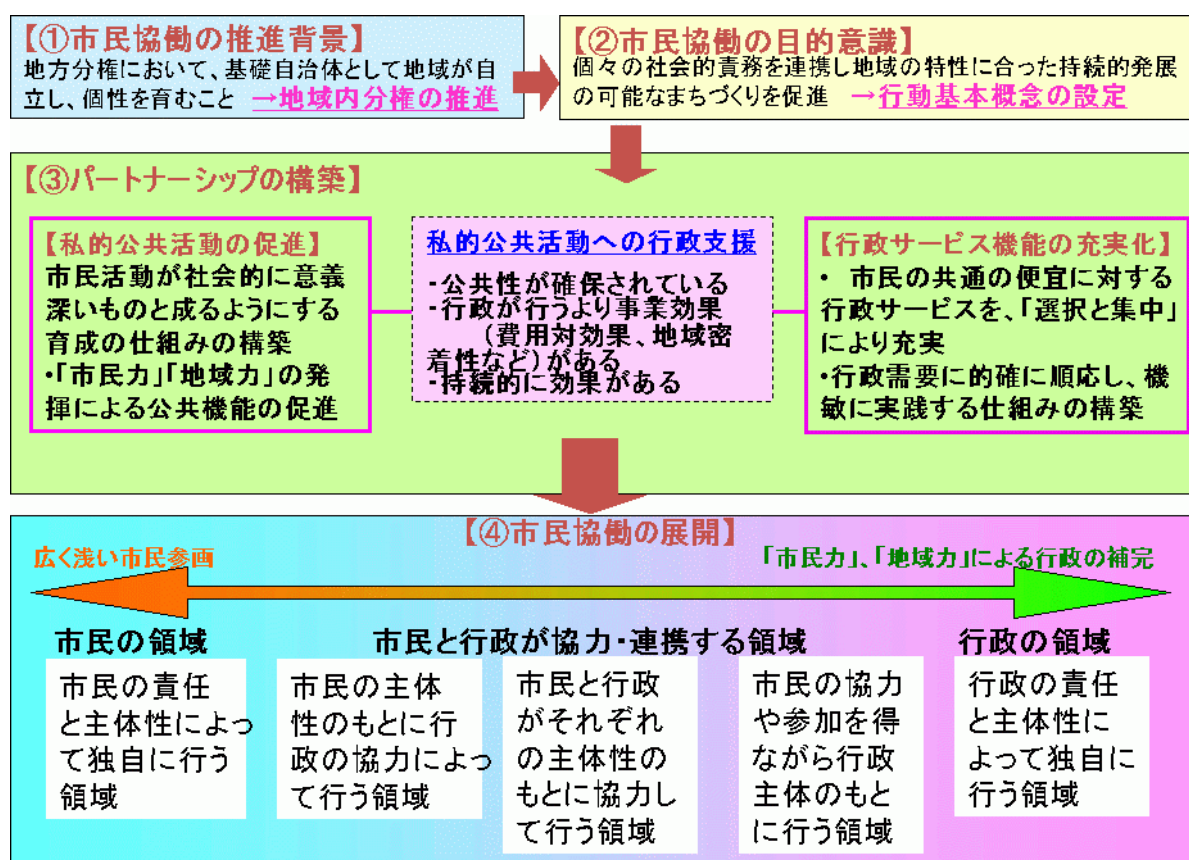 【①市民協働の推進背景】
地方分権において、基礎自治体として地域が自
立し、個性を育むこと →地域内分権の推進
【②市民協働の目的意識】
個々の社会的責務を連携し地域の特性に合った持続的発展
の可能なまちづくりを促進 →行動基本概念の設定
【③パートナーシップの構築】
【私的公共活動の促進】
市民活動が社会的に意義
深いものと成るようにする
育成の仕組みの構築
・「市民力」「地域力」の発
揮による公共機能の促進
私的公共活動への行政支援
・公共性が確保されている
・行政が行うより事業効果
(費用対効果、地域密
着性など)がある
・持続的に効果がある
【行政サービス機能の充実化】
・ 市民の共通の便宜に対する
行政サービスを、「選択と集中」
により充実
・行政需要に的確に順応し、機
敏に実践する仕組みの構築
【④市民協働の展開】
広く浅い市民参画
「市民力」、「地域力」による行政の補完
市民の領域
市民と行政が協力・連携する領域
行政の領域
市民の責任
と主体性によっ
て独自に行う
領域
市民の主体
性のもとに行
政の協力によっ
て行う領域
市民と行政
がそれぞれ
の主体性の
もとに協力し
て行う領域
市民の協力
や参加を得
ながら行政
主体のもと
に行う領域
行政の責任
と主体性に
よって独自に
行う領域